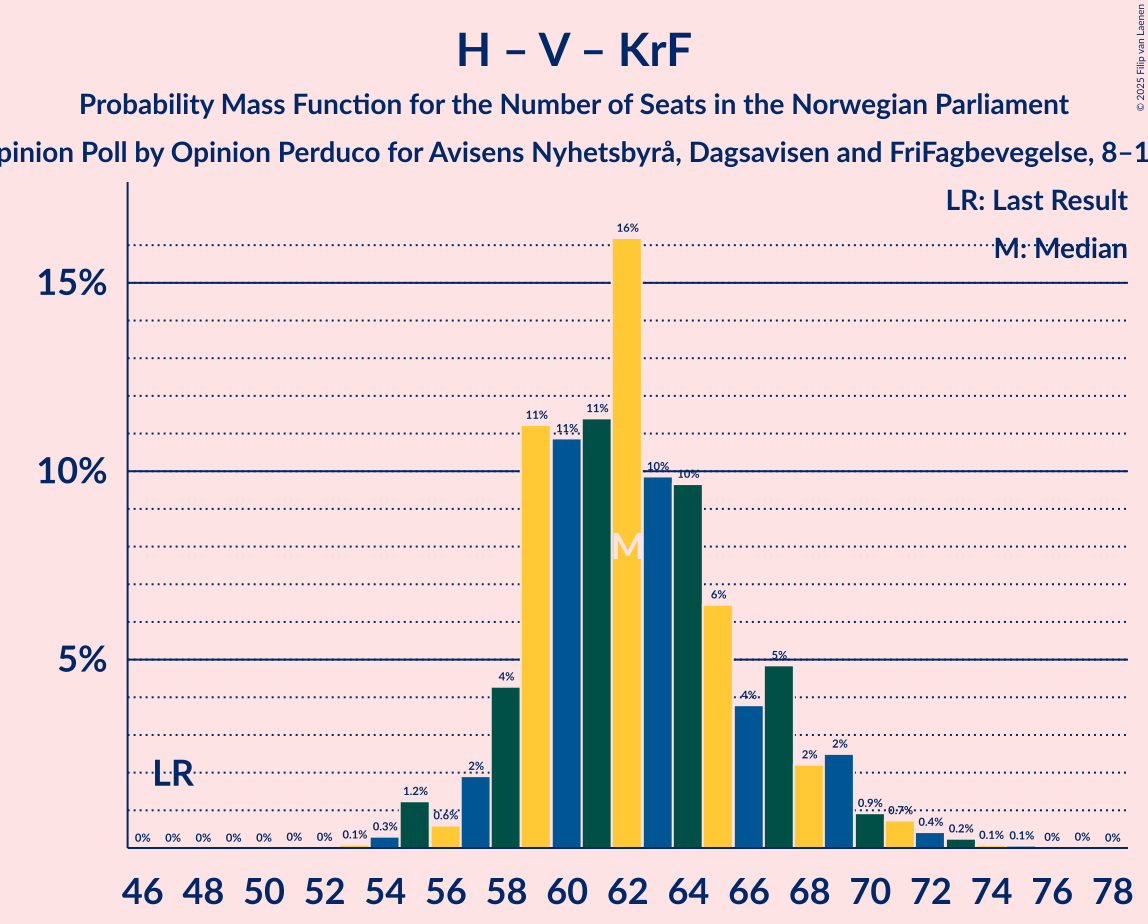 © 2025 Filip van Laenen
H – V – KrF
Probability Mass Function for the Number of Seats in the Norwegian Parliament
pinion Poll by Opinion Perduco for Avisens Nyhetsbyrå, Dagsavisen and FriFagbevegelse, 8–1
LR: Last Result
M: Median
15%
10%
5%
0% 0% 0% 0% 0% 0% 0% 0.1% 0.3% 1.2% 0.6% 2% 4% 11% 11% 11% 16% 10% 10% 6% 4% 5% 2% 2% 0.9% 0.7% 0.4% 0.2% 0.1% 0.1% 0% 0% 0%
LR
M
46 48 50 52 54 56 58 60 62 64 66 68 70 72 74 76 78